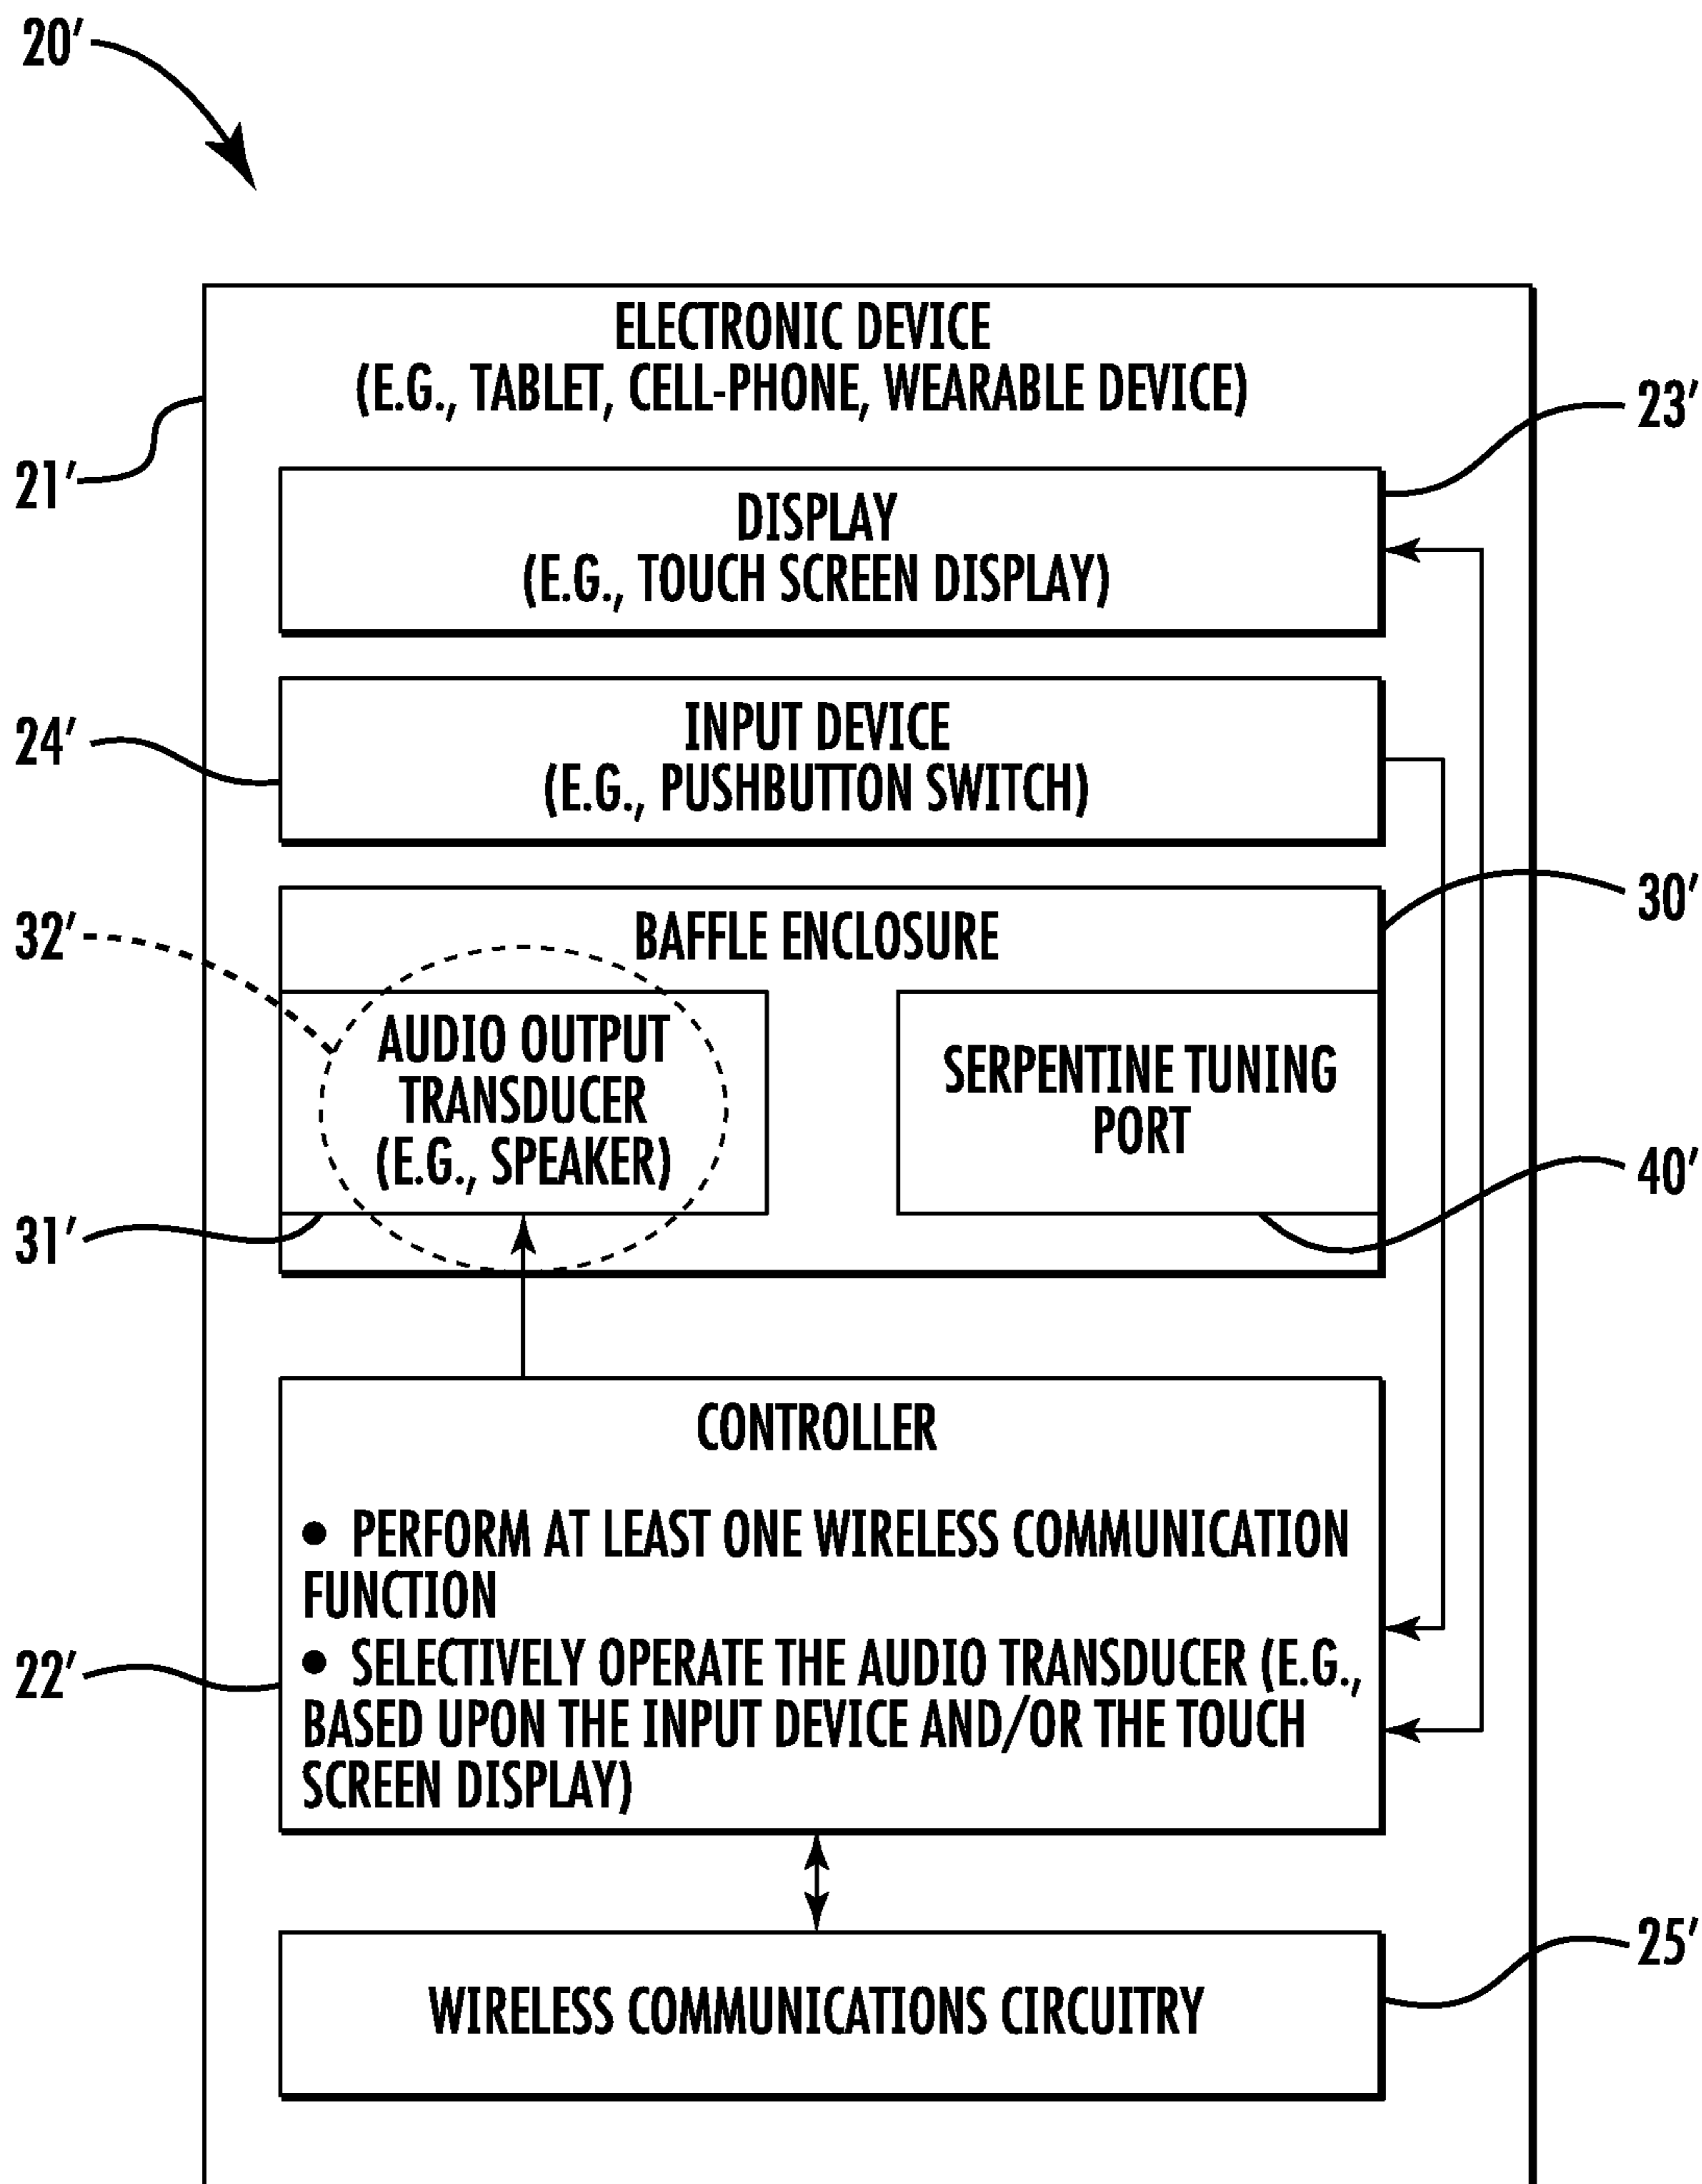 20'
ELECTRONIC DEVICE
(E.G., TABLET, CELL-PHONE, WEARABLE DEVICE)
23'
21'
DISPLAY
(E.G., TOUCH SCREEN DISPLAY)
24'
INPUT DEVICE
(E.G., PUSHBUTTON SWITCH)
30'
32'
BAFFLE ENCLOSURE
AUDIO OUTPUT
TRANSDUCER
(E.G., SPEAKER)
SERPENTINE TUNING
PORT
40'
31'
CONTROLLER
● PERFORM AT LEAST ONE WIRELESS COMMUNICATION
FUNCTION
● SELECTIVELY OPERATE THE AUDIO TRANSDUCER (E.G.,
BASED UPON THE INPUT DEVICE AND/OR THE TOUCH
SCREEN DISPLAY)
22'
25'
WIRELESS COMMUNICATIONS CIRCUITRY